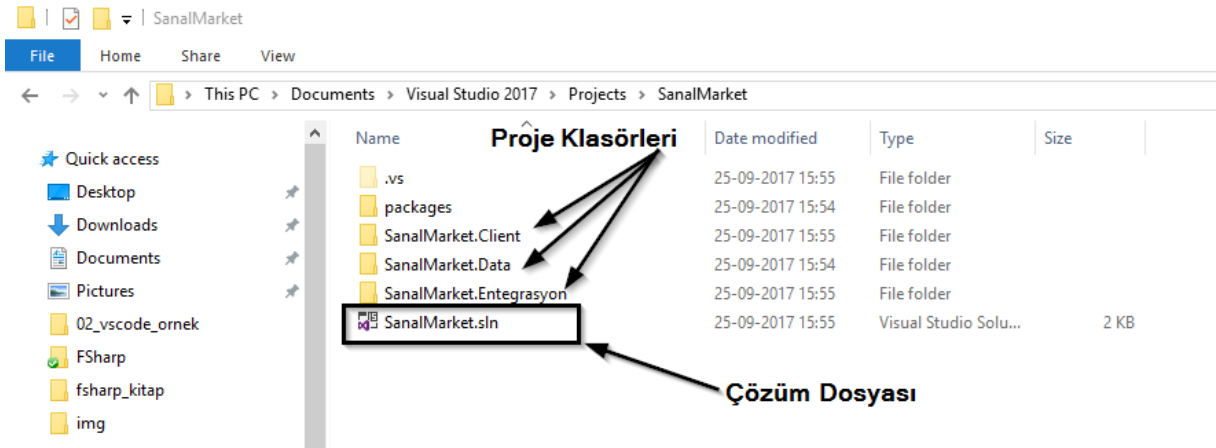 SanalMarket
File Home Share View
This PC > Documents > Visual Studio 2017 > Projects > SanalMarket
Name Proje Klasörleri Date modified Type Size
Quick access
Desktop
Downloads
Documents
Pictures
02_vscode_ornek
FSharp
fsharp_kitap
img
.vs 25-09-2017 15:55 File folder
packages 25-09-2017 15:54 File folder
SanalMarket.Client 25-09-2017 15:55 File folder
SanalMarket.Data 25-09-2017 15:54 File folder
SanalMarket.Entegrasyon 25-09-2017 15:55 File folder
SanalMarket.sln 25-09-2017 15:55 Visual Studio Solu... 2 KB
Çözüm Dosyası